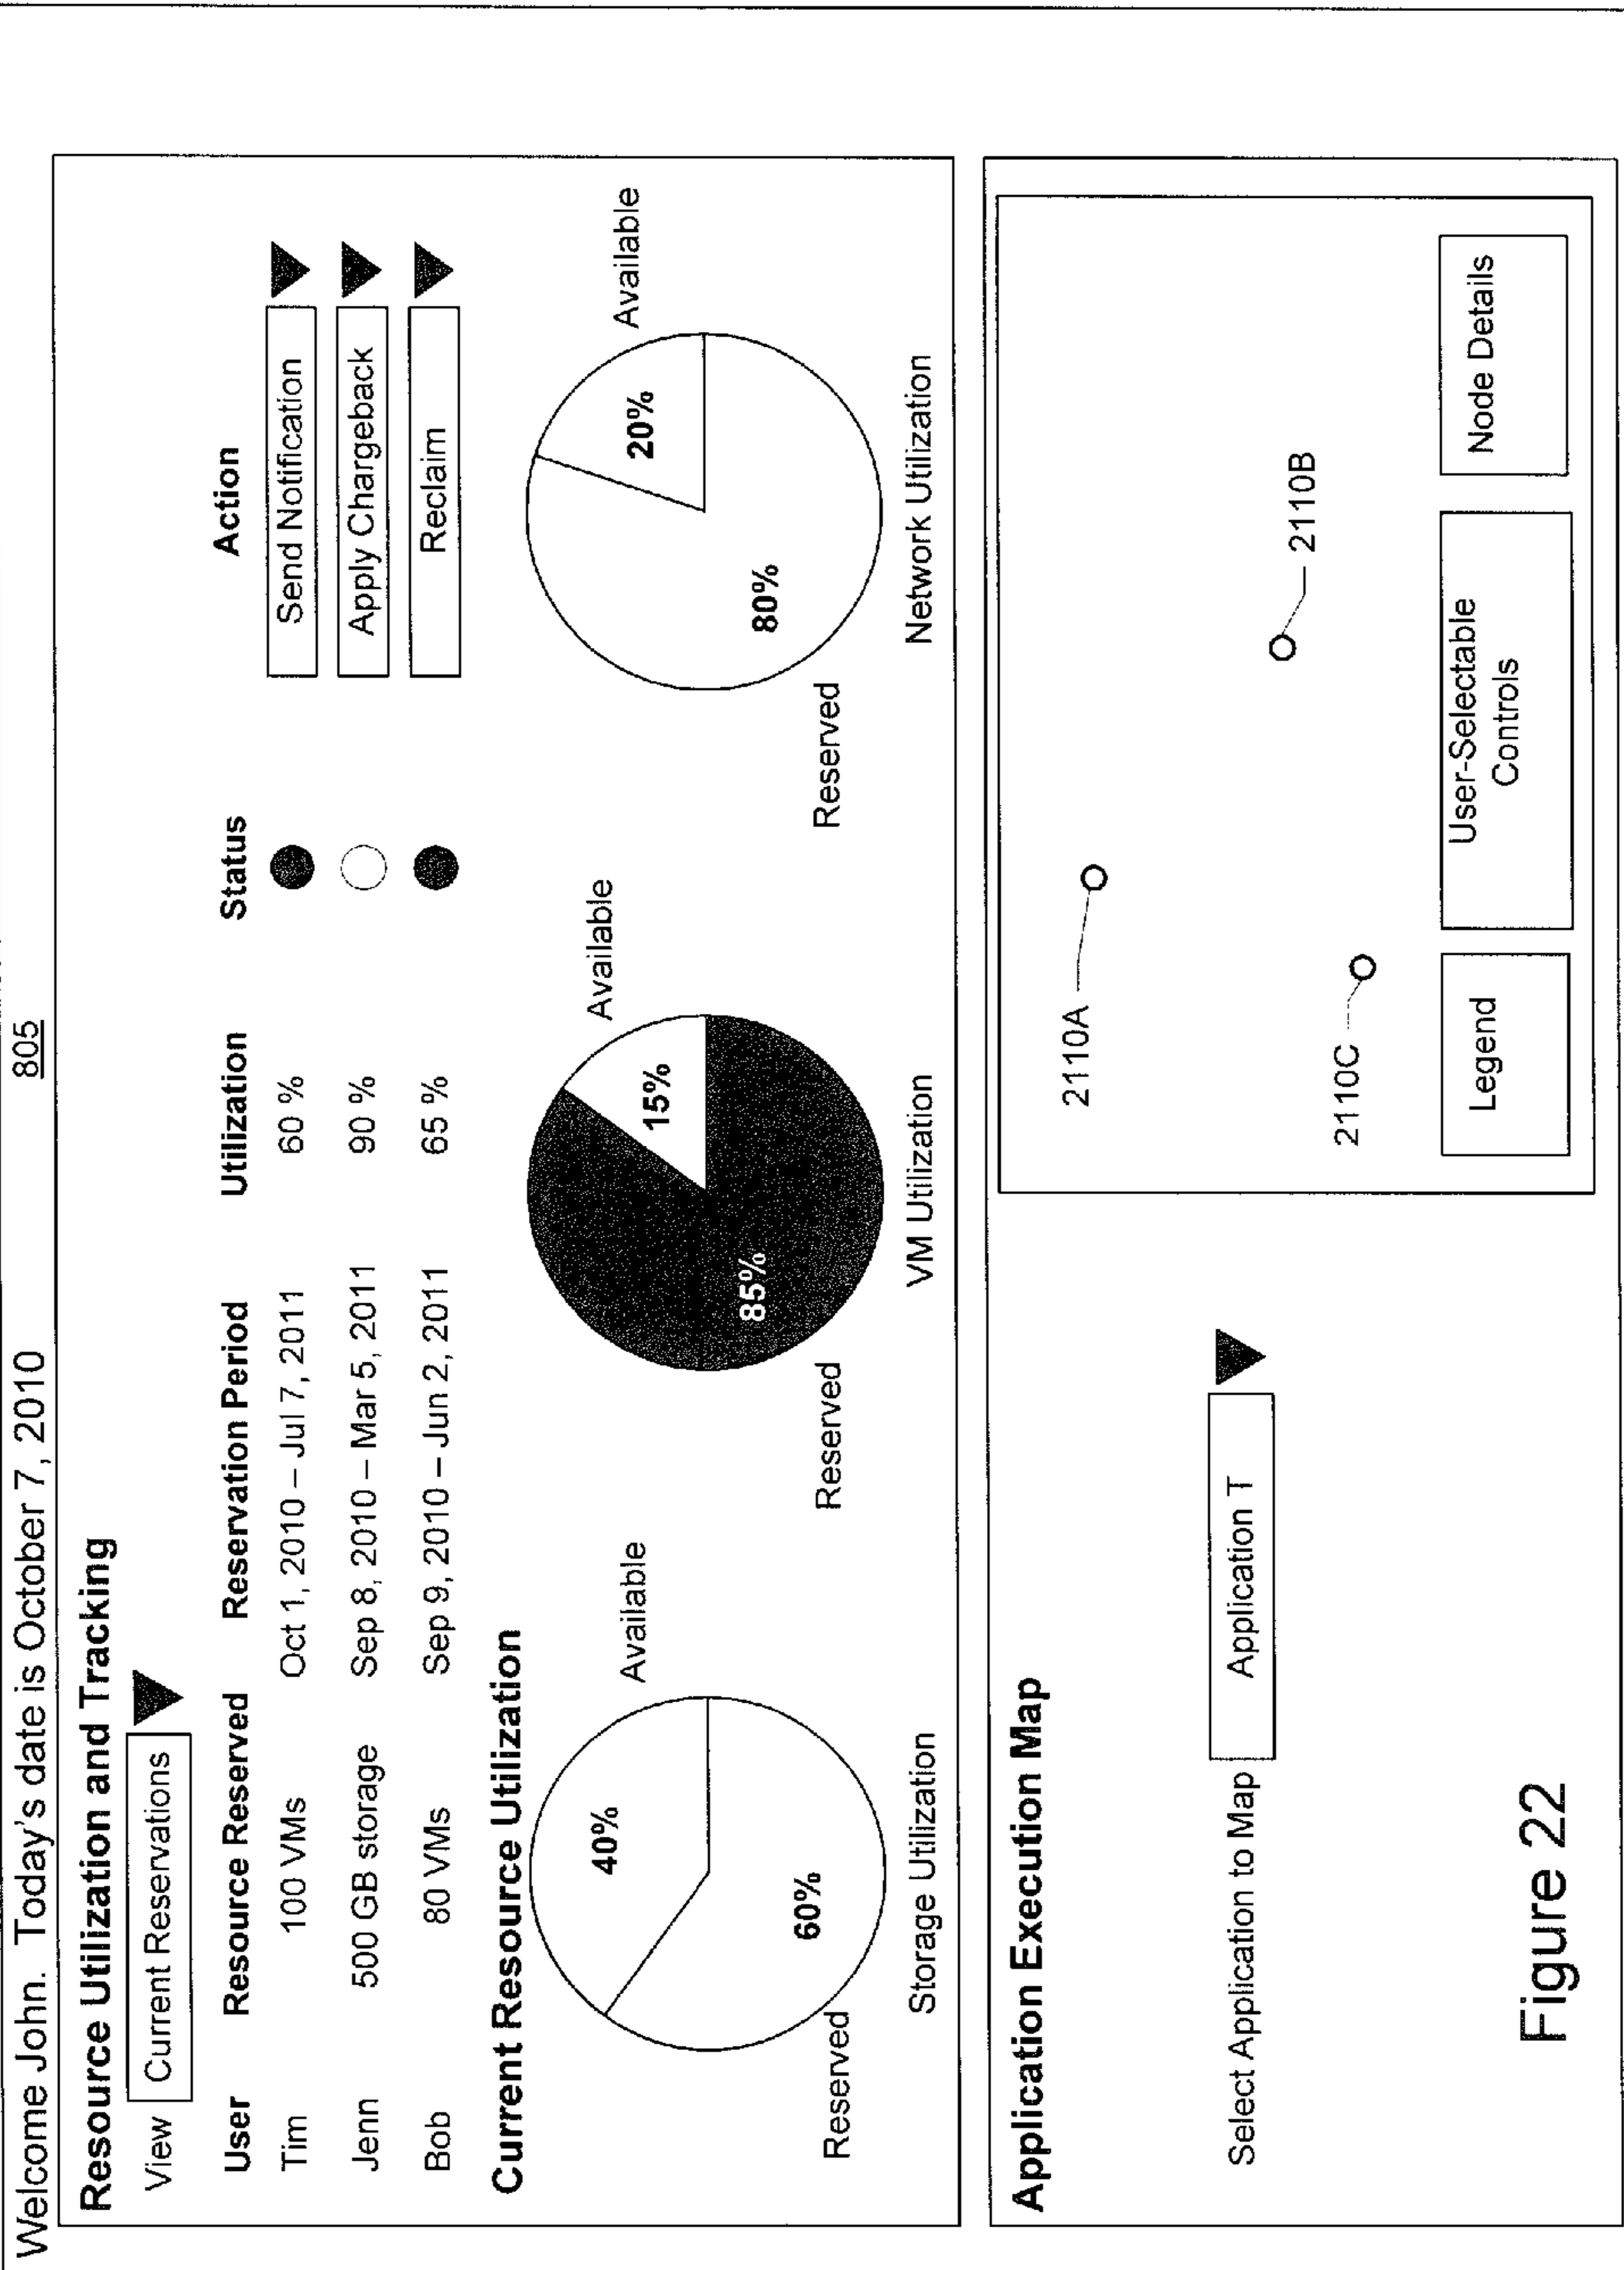 Welcome John. Today's date is October 7, 2010
805
Resource Utilization and Tracking
View Current Reservations
User Resource Reserved Reservation Period Utilization Status Action
Tim 100 VMs Oct 1, 2010 – Jul 7, 2011 60 % Send Notification
Jenn 500 GB storage Sep 8, 2010 – Mar 5, 2011 90 % Apply Chargeback
Bob 80 VMs Sep 9, 2010 – Jun 2, 2011 65 % Reclaim
Current Resource Utilization
Available
40%
60%
Reserved
Storage Utilization
Available
15%
85%
Reserved
VM Utilization
Available
20%
80%
Reserved
Network Utilization
Application Execution Map
Select Application to Map Application T
2110A
2110B
2110C
Legend
User-Selectable
Controls
Node Details
Figure 22